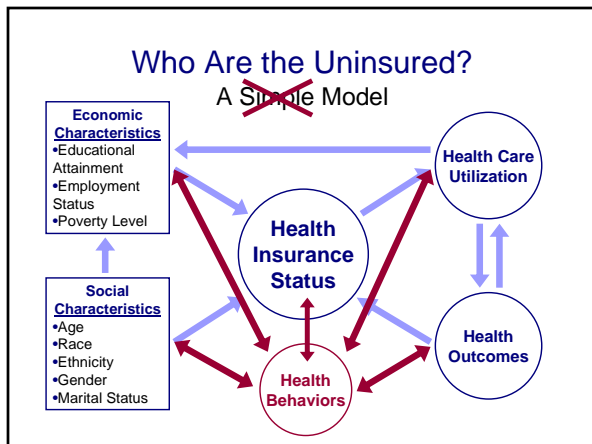 Who Are the Uninsured?
A Simple Model
Economic
Characteristics
•Educational
Attainment
•Employment
Status
•Poverty Level
Social
Characteristics
•Age
•Race
•Ethnicity
•Gender
•Marital Status
Health
Insurance
Status
Health
Behaviors
Health Care
Utilization
Health
Outcomes